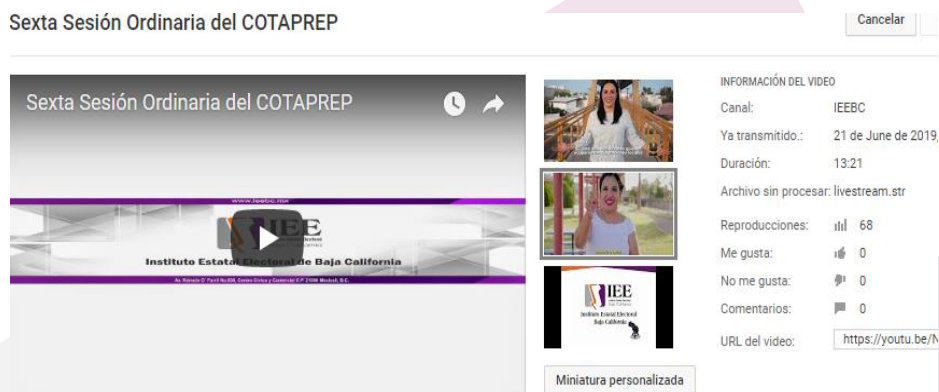 Sexta Sesión Ordinaria del COTAPREP
Cancelar
Sexta Sesión Ordinaria del COTAPREP
www.ieebc.mx
IEE
Instituto Estatal Electoral de Baja California
INFORMACIÓN DEL VIDEO
Canal: IEEBC
Ya transmitido.: 21 de June de 2019,
Duración: 13:21
Archivo sin procesar: livestream.str
Reproducciones: 68
Me gusta: 0
No me gusta: 0
Comentarios: 0
URL del video: https://youtu.be/N
IEE
Instituto Estatal Electoral
Baja California
Miniatura personalizada